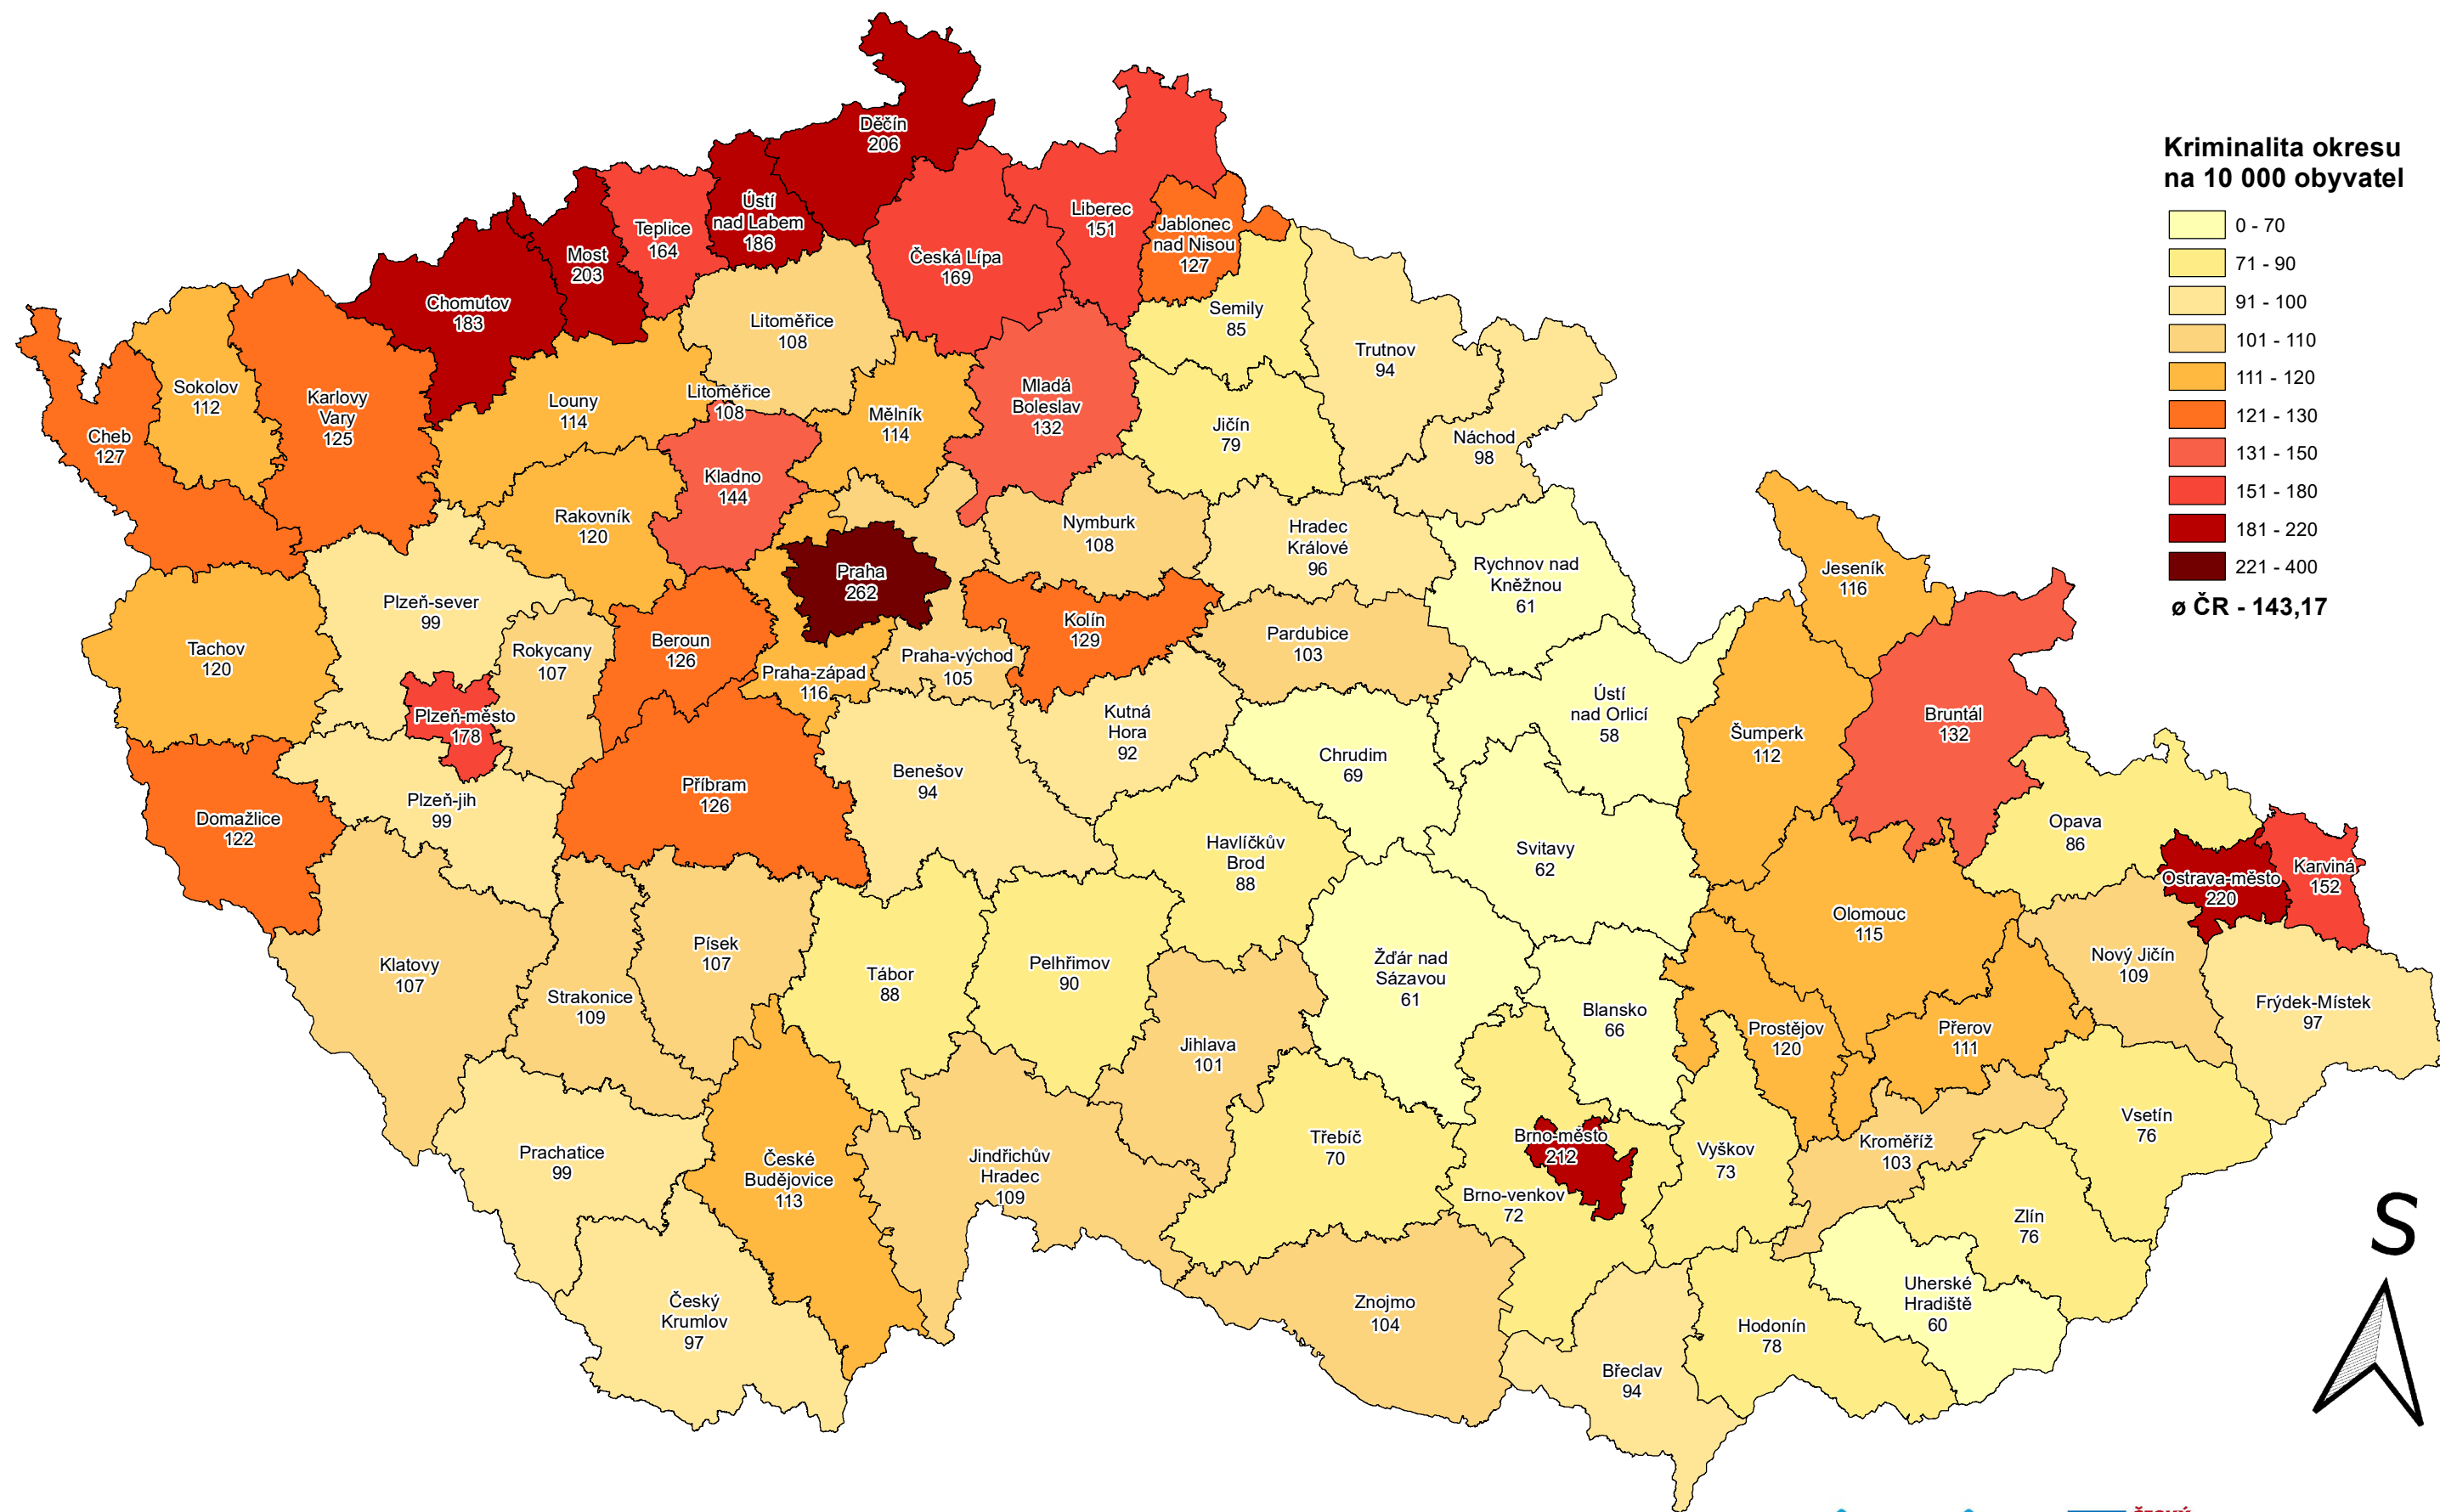 Kriminalita okresu
na 10 000 obyvatel
0 - 70
71 - 90
91 - 100
101 - 110
111 - 120
121 - 130
131 - 150
151 - 180
181 - 220
221 - 400
ø ČR - 143,17
Děčín
206
Ústí
nad Labem
186
Teplice
164
Most
203
Chomutov
183
Česká Lípa
169
Liberec
151
Jablonec
nad Nisou
127
Semily
85
Litoměřice
108
Trutnov
94
Sokolov
112
Karlovy
Vary
125
Cheb
127
Louny
114
Litoměřice
108
Mělník
114
Mladá
Boleslav
132
Jičín
79
Náchod
98
Kladno
144
Rakovník
120
Nymburk
108
Hradec
Králové
96
Rychnov nad
Kněžnou
61
Jeseník
116
Praha
262
Plzeň-sever
99
Tachov
120
Rokycany
107
Beroun
126
Praha-západ
116
Praha-východ
105
Kolín
129
Pardubice
103
Ústí
nad Orlicí
58
Šumperk
112
Bruntál
132
Plzeň-město
178
Kutná
Hora
92
Chrudim
69
Benešov
94
Příbram
126
Plzeň-jih
99
Domažlice
122
Havlíčkův
Brod
88
Svitavy
62
Opava
86
Ostrava-město
220
Karviná
152
Olomouc
115
Klatovy
107
Písek
107
Strakonice
109
Tábor
88
Pelhřimov
90
Žďár nad
Sázavou
61
Blansko
66
Nový Jičín
109
Frýdek-Místek
97
Prostějov
120
Přerov
111
Jihlava
101
Vsetín
76
Prachatice
99
České
Budějovice
113
Jindřichův
Hradec
109
Třebíč
70
Brno-město
212
Brno-venkov
72
Vyškov
73
Kroměříž
103
Zlín
76
Uherské
Hradiště
60
Český
Krumlov
97
Znojmo
104
Hodonín
78
Břeclav
94
S